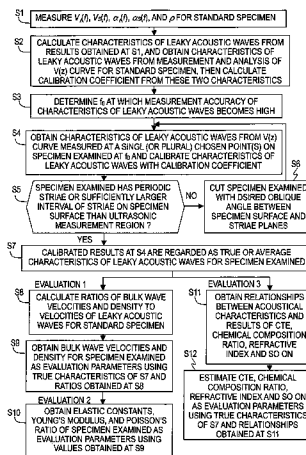 S1
MEASURE Vl(f), Vs(f), αl(f), αs(f), AND ρ FOR STANDARD SPECIMEN
S2
CALCULATE CHARACTERISTICS OF LEAKY ACOUSTIC WAVES FROM
RESULTS OBTAINED AT S1, AND OBTAIN CHARACTERISTICS OF
LEAKY ACOUSTIC WAVES FROM MEASUREMENT AND ANALYSIS OF
V(z) CURVE FOR STANDARD SPECIMEN, THEN CALCULATE
CALIBRATION COEFFICIENT FROM THESE TWO CHARACTERISTICS
S3
DETERMINE f0 AT WHICH MEASUREMENT ACCURACY OF
CHARACTERISTICS OF LEAKY ACOUSTIC WAVES BECOMES HIGH
S4
OBTAIN CHARACTERISTICS OF LEAKY ACOUSTIC WAVES FROM V(z)
CURVE MEASURED AT A SINGLE (OR PLURAL) CHOSEN POINT(S) ON
SPECIMEN EXAMINED AT f0 AND CALIBRATE CHARACTERISTICS OF
LEAKY ACOUSTIC WAVES WITH CALIBRATION COEFFICIENT
S5
SPECIMEN EXAMINED HAS PERIODIC
STRIAE OR SUFFICIENTLY LARGER
INTERVAL OF STRIAE ON SPECIMEN
SURFACE THAN ULTRASONIC
MEASUREMENT REGION ?
NO
S6
CUT SPECIMEN EXAMINED
WITH DSIRED OBLIQUE
ANGLE BETWEEN
SPECIMEN SURFACE AND
STRIAE PLANES
YES
S7
CALIBRATED RESULTS AT S4 ARE REGARDED AS TRUE OR AVERAGE
CHARACTERISTICS OF LEAKY ACOUSTIC WAVES FOR SPECIMEN EXAMINED
EVALUATION 1
S8
CALCULATE RATIOS OF BULK WAVE
VELOCITIES AND DENSITY TO
VELOCITIES OF LEAKY ACOUSTIC
WAVES FOR STANDARD SPECIMEN
S9
OBTAIN BULK WAVE VELOCITIES AND
DENSITY FOR SPECIMEN EXAMINED
AS EVALUATION PARAMETERS USING
TRUE CHARACTERISTICS OF S7 AND
RATIOS OBTAINED AT S8
EVALUATION 2
S10
OBTAIN ELASTIC CONSTANTS,
YOUNG'S MODULUS, AND POISSON'S
RATIO OF SPECIMEN EXAMINED AS
EVALUATION PARAMETERS USING
VALUES OBTAINED AT S9
EVALUATION 3
S11
OBTAIN RELATIONSHIPS
BETWEEN ACOUSTICAL
CHARACTERISTICS AND
RESULTS OF CTE,
CHEMICAL COMPOSITION
RATIO, REFRACTIVE
INDEX AND SO ON
S12
ESTIMATE CTE, CHEMICAL
COMPOSITION RATIO,
REFRACTIVE INDEX AND SO ON
AS EVALUATION PARAMETERS
USING TRUE CHARACTERISTICS
OF S7 AND RELATIONSHIPS
OBTAINED AT S11